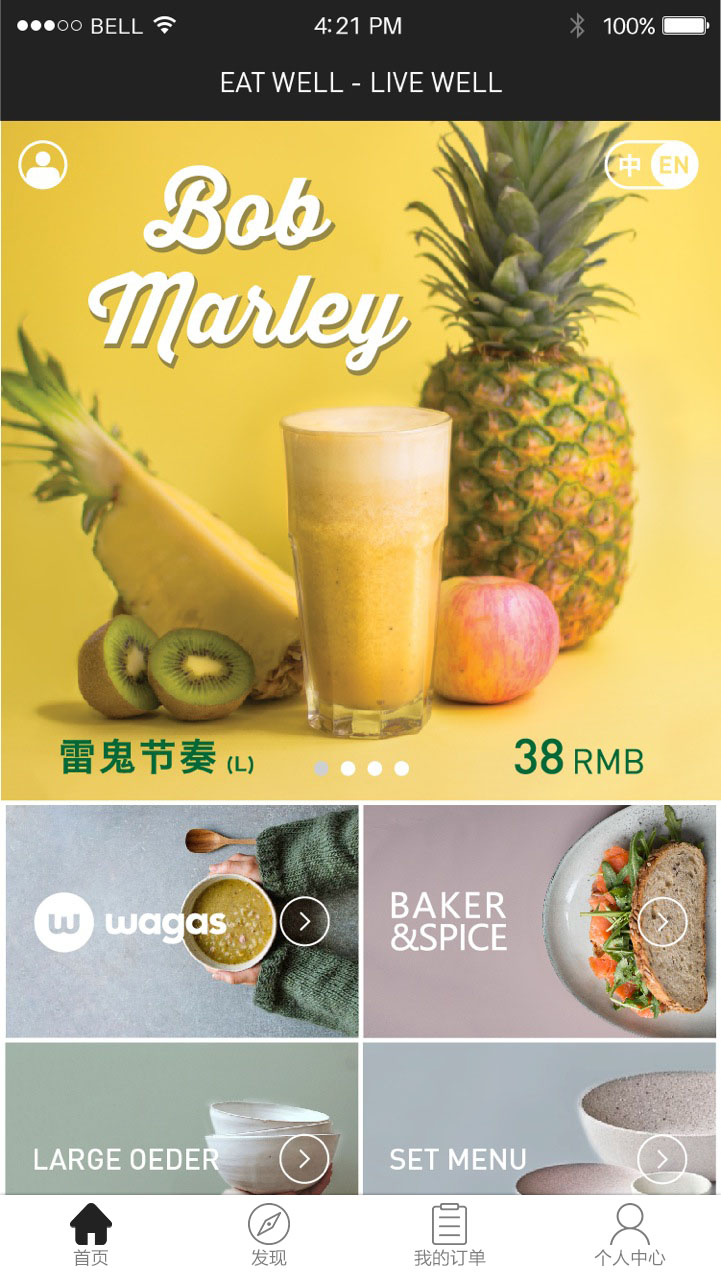 BELL
4:21 PM
100%
EAT WELL - LIVE WELL
中 EN
Bob
Marley
雷鬼节奏 (L)
38 RMB
w wagas
BAKER
&SPICE
LARGE OEDER
SET MENU
首页
发现
我的订单
个人中心